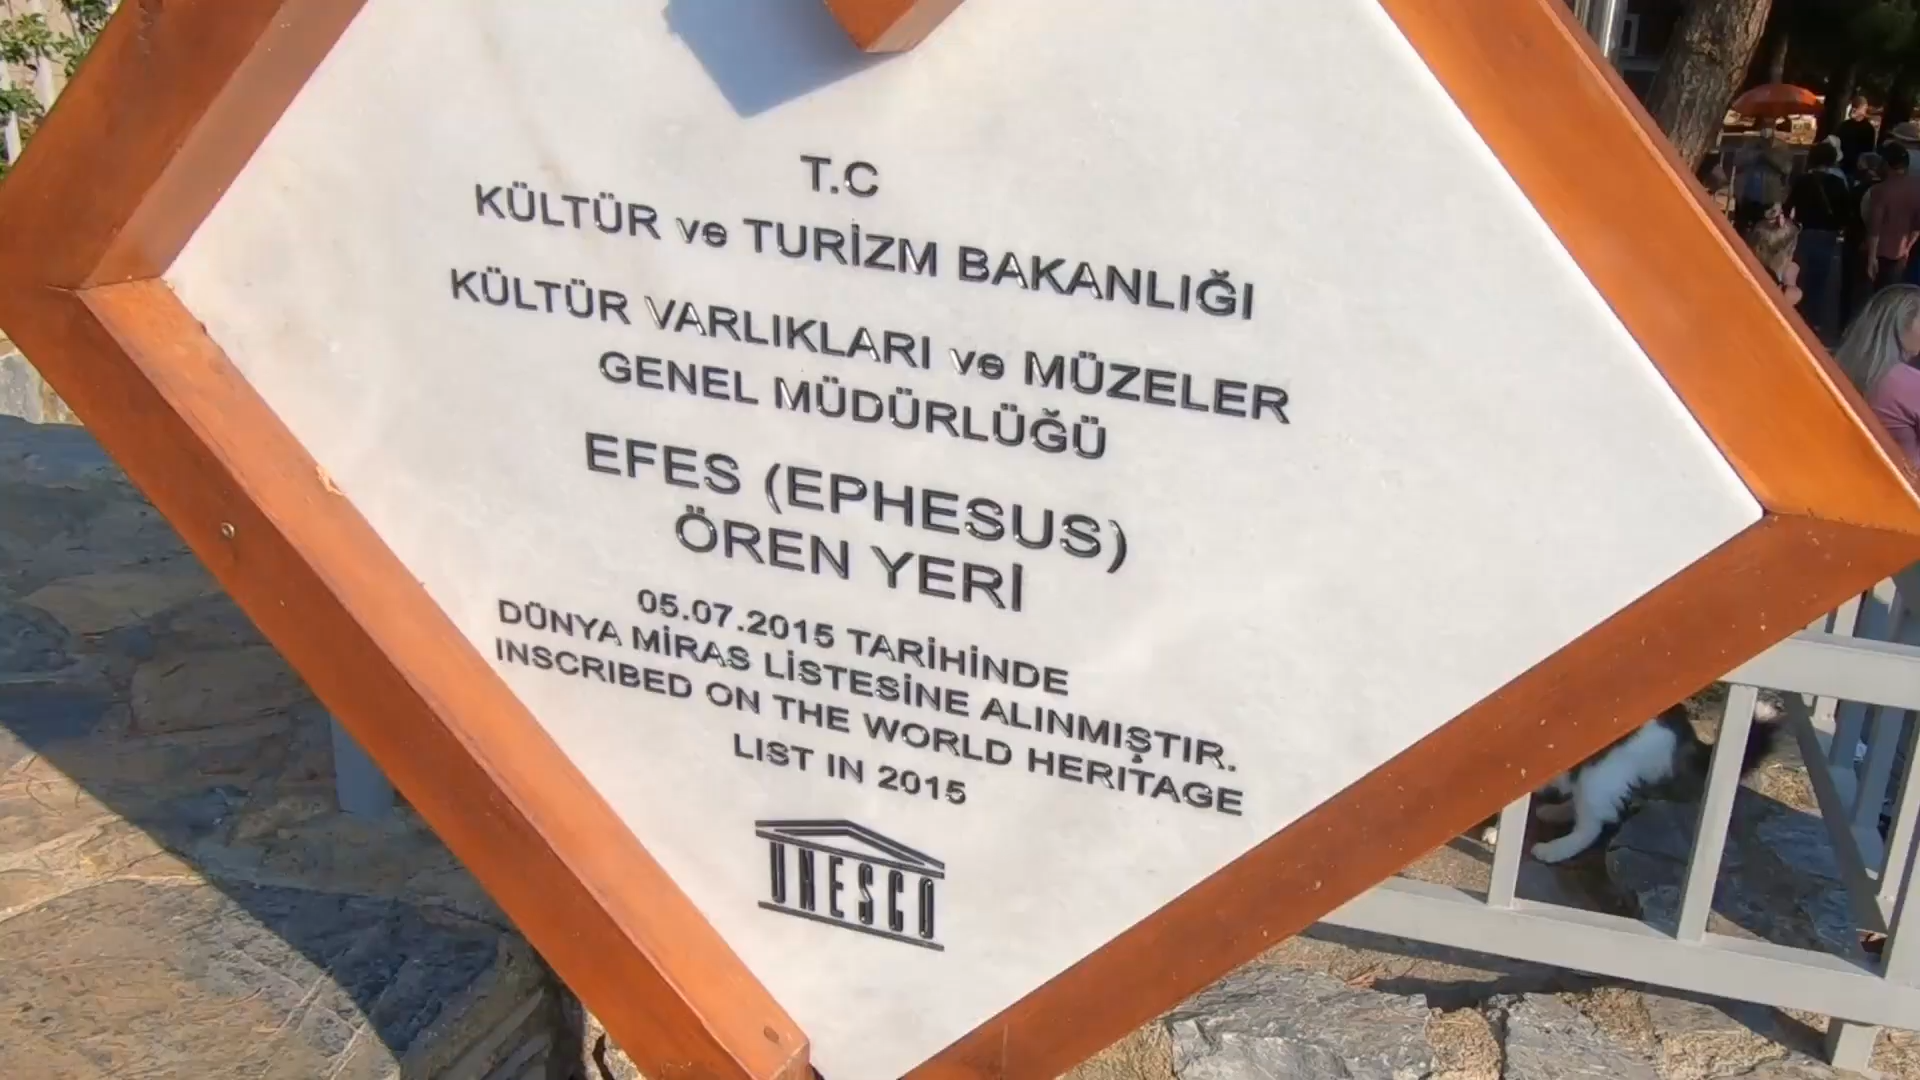 T.C
KÜLTÜR ve TURİZM BAKANLIĞI
KÜLTÜR VARLIKLARI ve MÜZELER
GENEL MÜDÜRLÜĞÜ
EFES (EPHESUS)
ÖREN YERİ
05.07.2015 TARİHİNDE
DÜNYA MİRAS LİSTESİNE ALINMIŞTIR.
INSCRIBED ON THE WORLD HERITAGE
LIST IN 2015
UNESCO